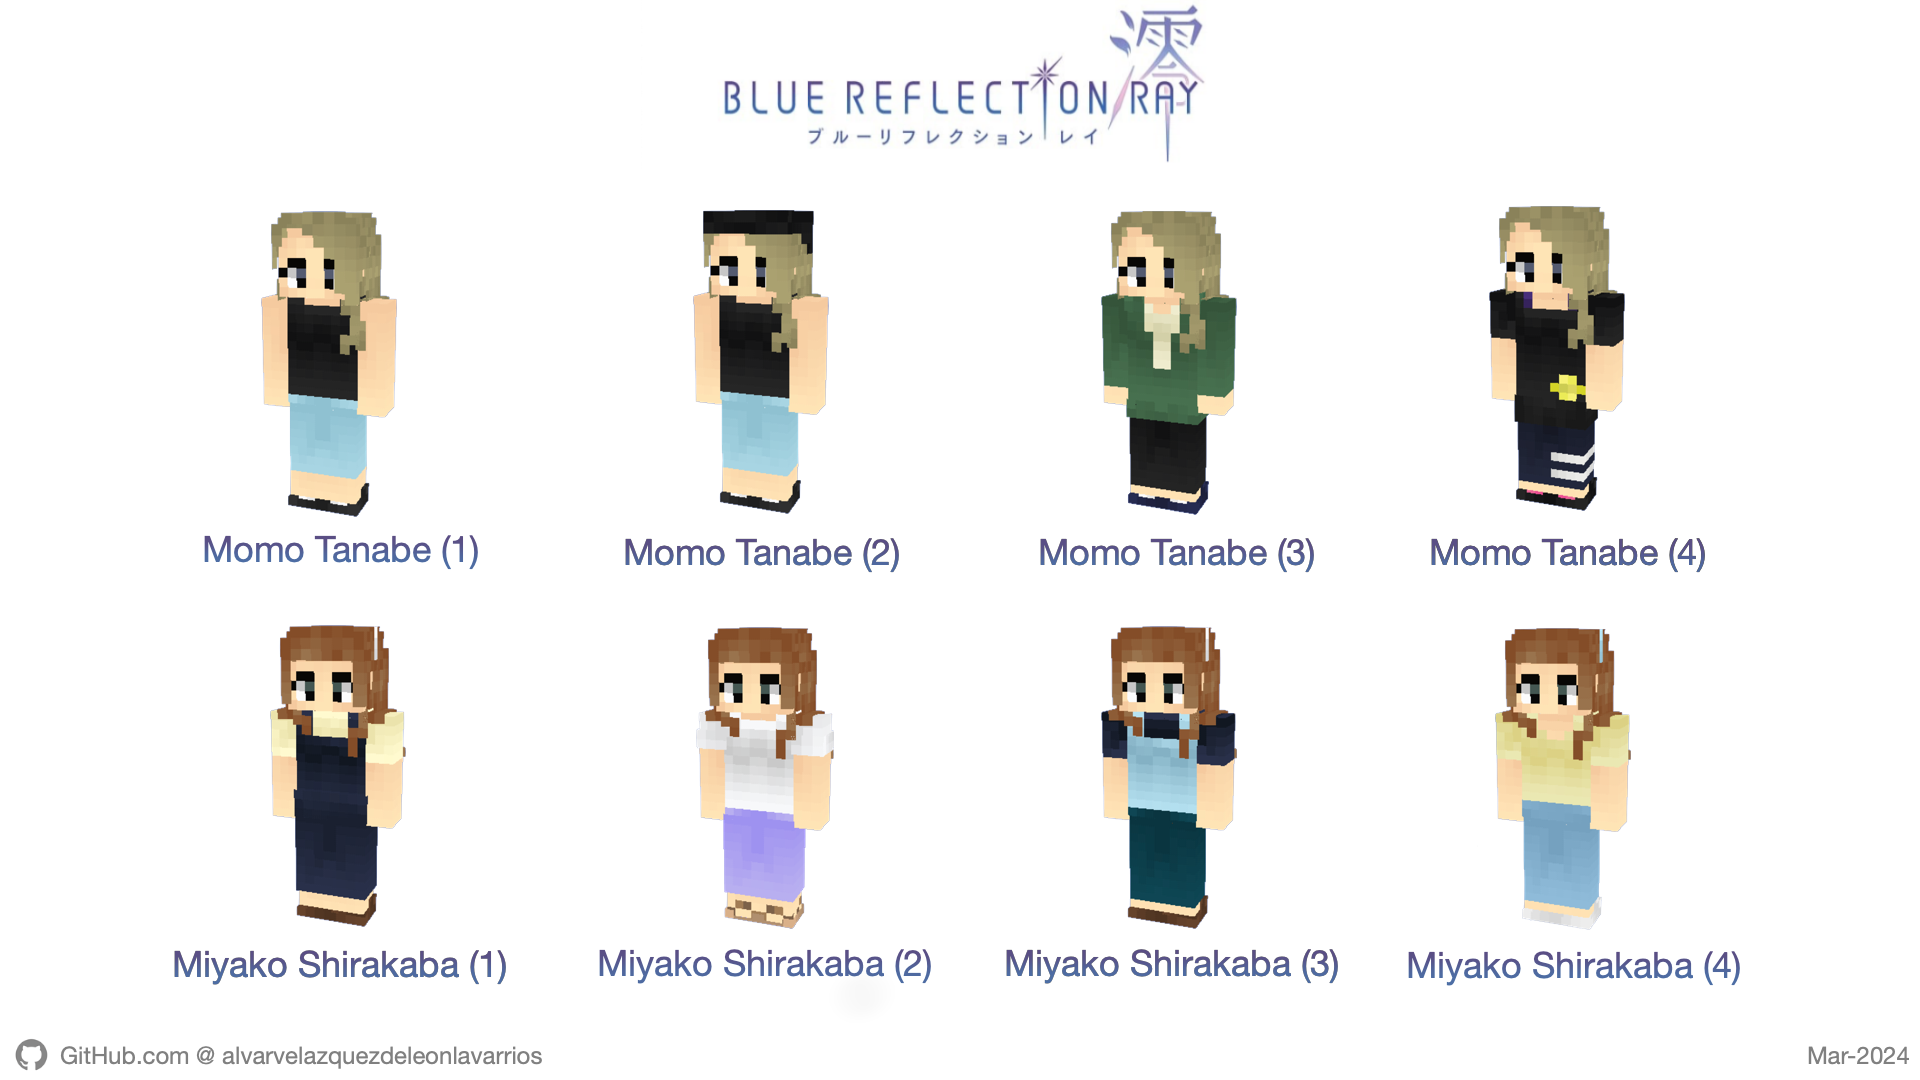 澪
BLUE REFLECTION RAY
ブルーリフレクション レイ
Momo Tanabe (1)
Momo Tanabe (2)
Momo Tanabe (3)
Momo Tanabe (4)
Miyako Shirakaba (1)
Miyako Shirakaba (2)
Miyako Shirakaba (3)
Miyako Shirakaba (4)
GitHub.com @ alvarvelazquezdeleonlavarrios
Mar-2024